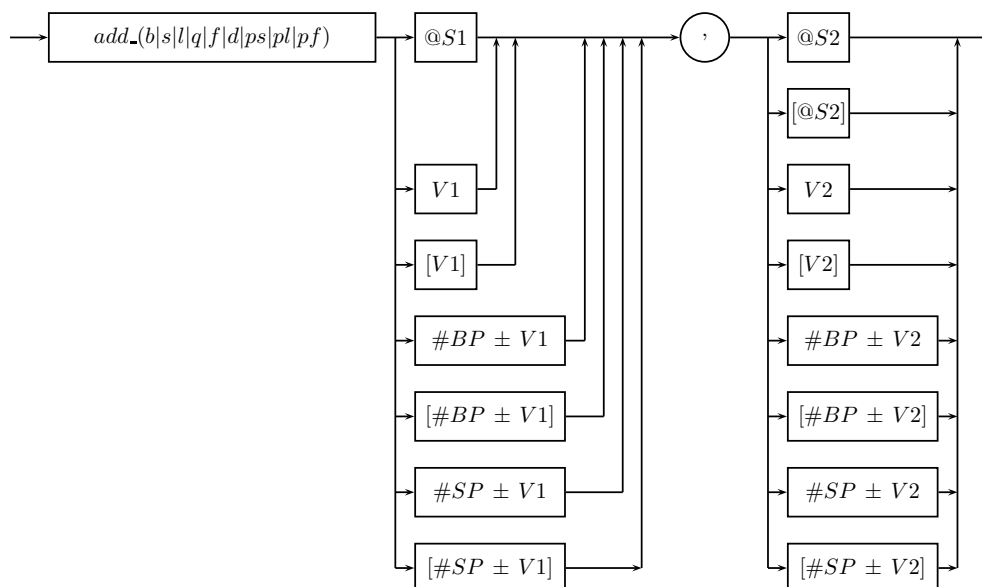 add_(b|s|l|q|f|d|ps|pl|pf) @S1 , @S2
[@S2]
V1 V2
[V1] [V2]
#BP ± V1 #BP ± V2
[#BP ± V1] [#BP ± V2]
#SP ± V1 #SP ± V2
[#SP ± V1] [#SP ± V2]